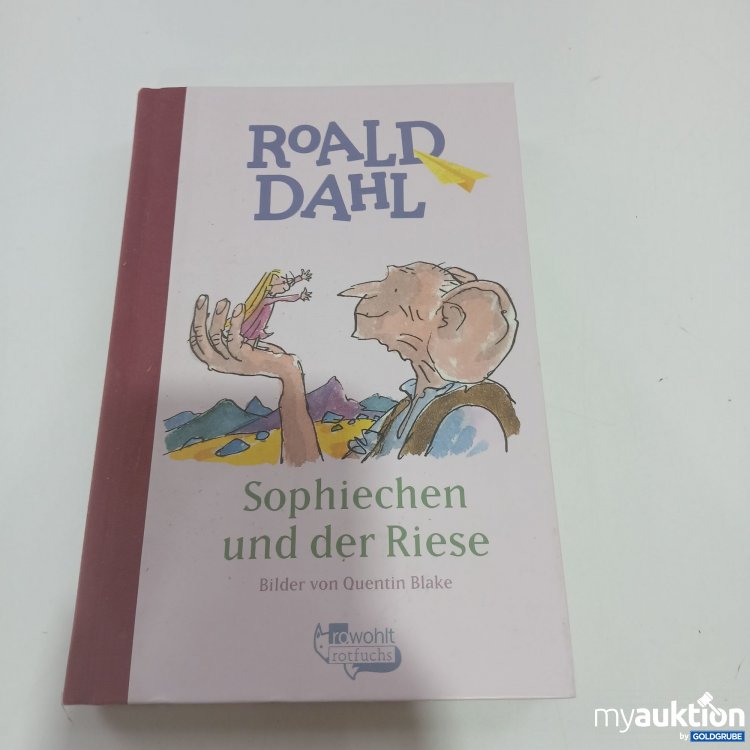 ROALD
DAHL
Sophiechen
und der Riese
Bilder von Quentin Blake
rowohlt
rotfuchs
myauktion
by GOLDGRUBE